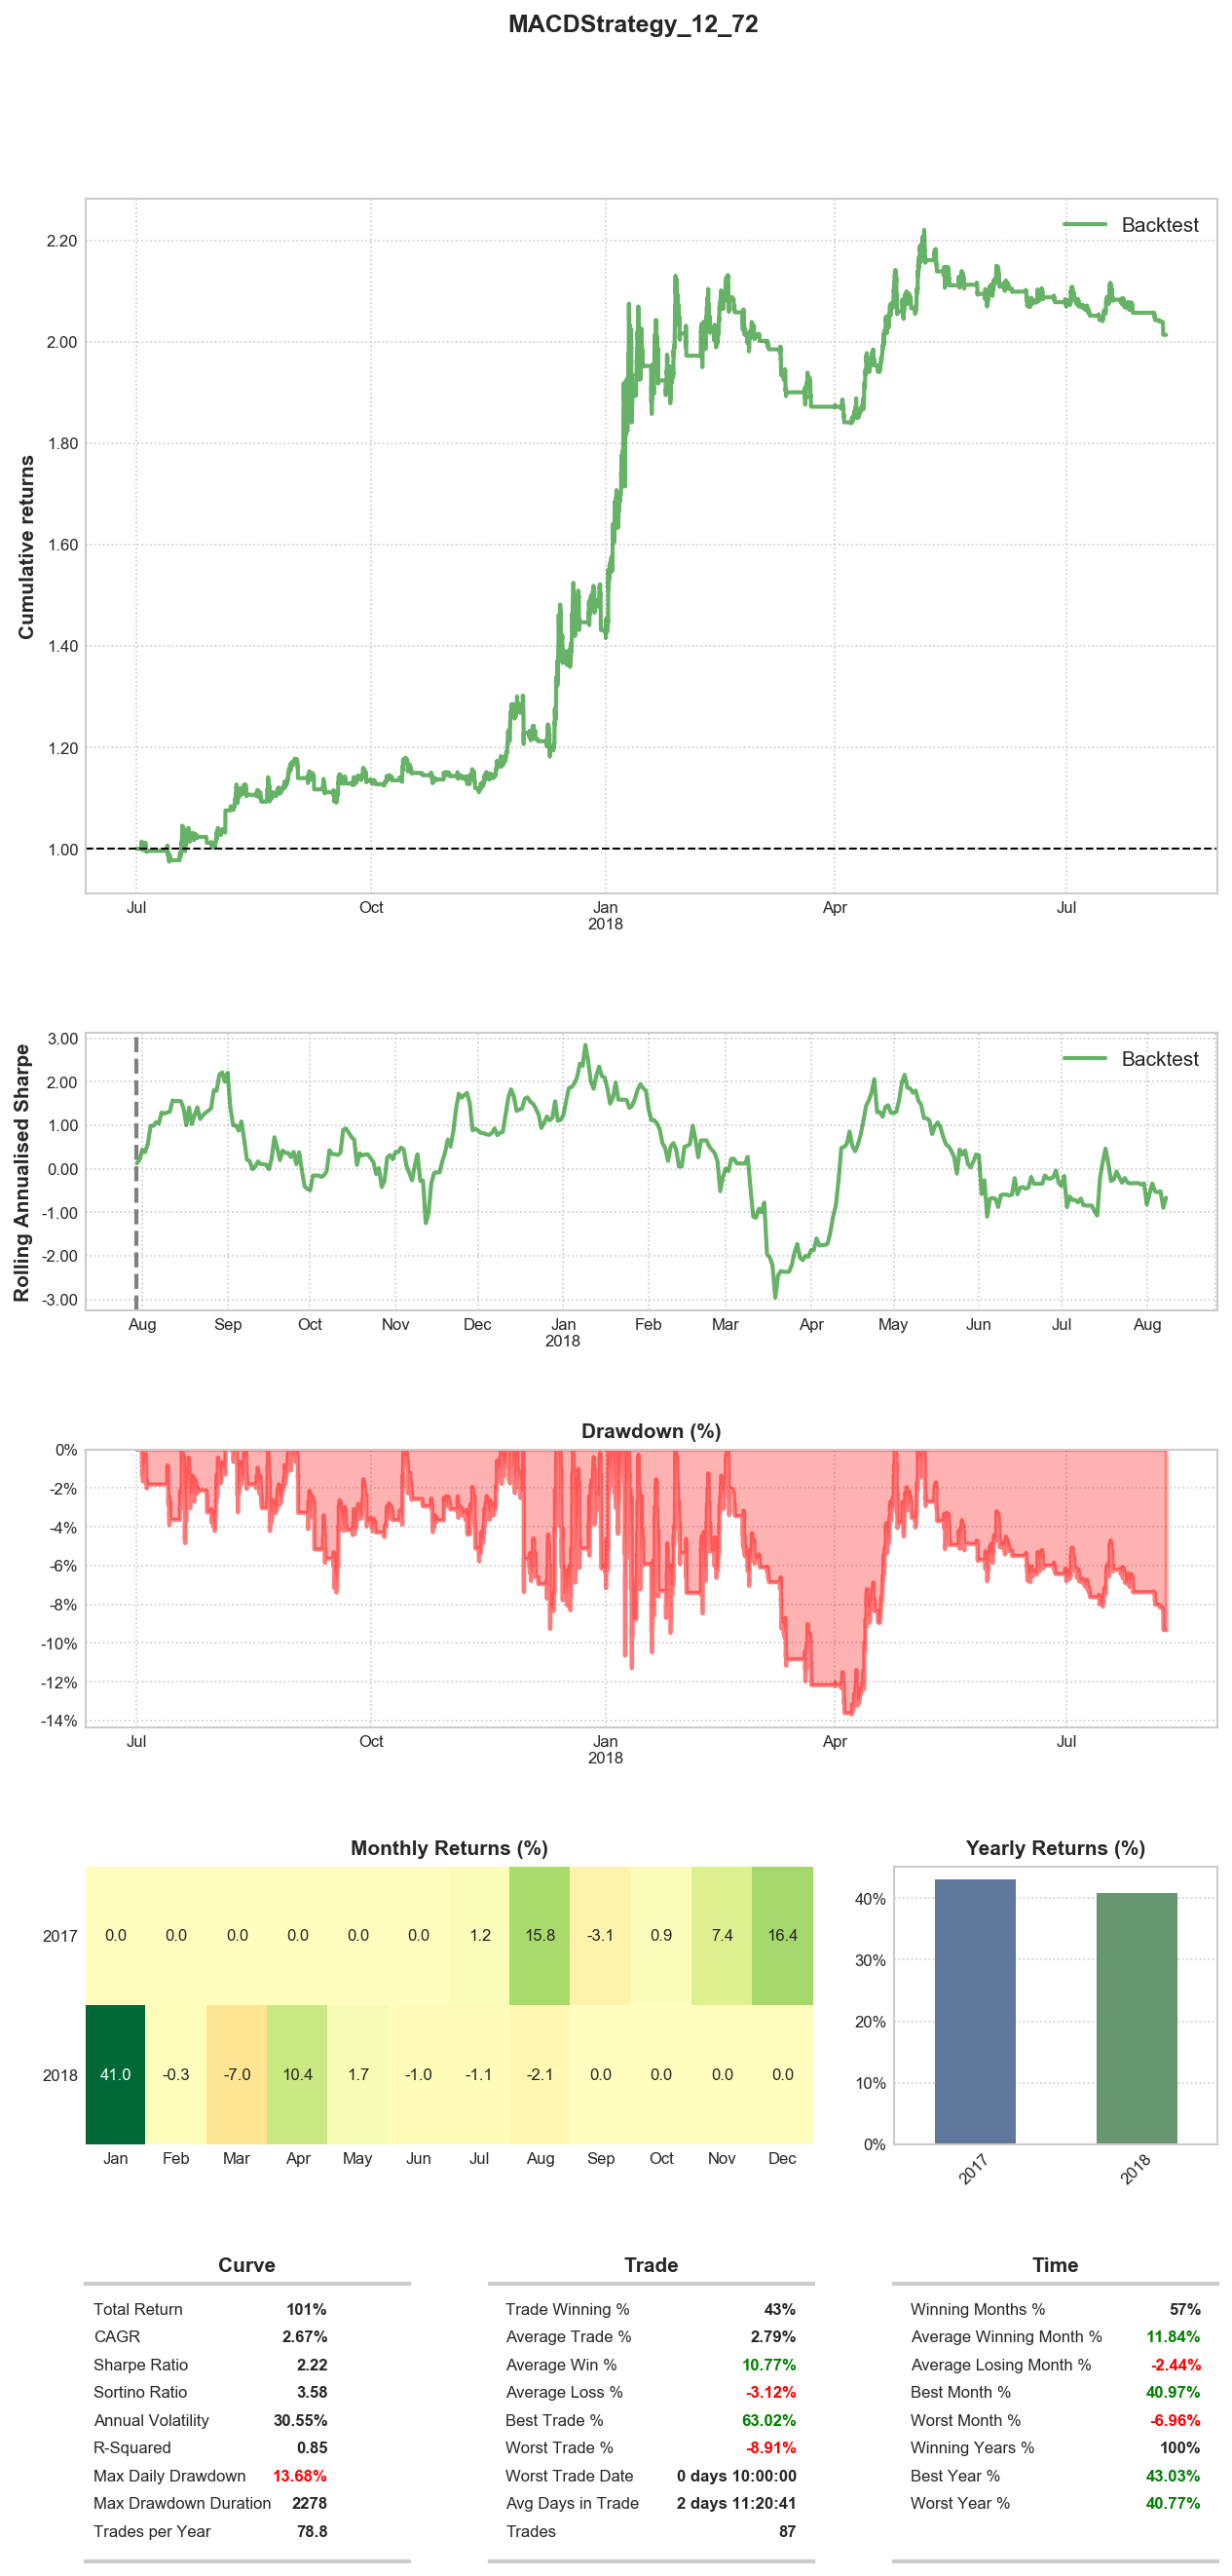 MACDStrategy_12_72
Backtest
Cumulative returns
2.20
2.00
1.80
1.60
1.40
1.20
1.00
Jul Oct Jan Apr Jul
2018
Backtest
Rolling Annualised Sharpe
3.00
2.00
1.00
0.00
-1.00
-2.00
-3.00
Aug Sep Oct Nov Dec Jan Feb Mar Apr May Jun Jul Aug
2018
Drawdown (%)
0%
-2%
-4%
-6%
-8%
-10%
-12%
-14%
Jul Oct Jan Apr Jul
2018
Monthly Returns (%)
2017 0.0 0.0 0.0 0.0 0.0 0.0 1.2 15.8 -3.1 0.9 7.4 16.4
2018 41.0 -0.3 -7.0 10.4 1.7 -1.0 -1.1 -2.1 0.0 0.0 0.0 0.0
Jan Feb Mar Apr May Jun Jul Aug Sep Oct Nov Dec
Yearly Returns (%)
40%
30%
20%
10%
0%
2017 2018
Curve
Total Return 101%
CAGR 2.67%
Sharpe Ratio 2.22
Sortino Ratio 3.58
Annual Volatility 30.55%
R-Squared 0.85
Max Daily Drawdown 13.68%
Max Drawdown Duration 2278
Trades per Year 78.8
Trade
Trade Winning % 43%
Average Trade % 2.79%
Average Win % 10.77%
Average Loss % -3.12%
Best Trade % 63.02%
Worst Trade % -8.91%
Worst Trade Date 0 days 10:00:00
Avg Days in Trade 2 days 11:20:41
Trades 87
Time
Winning Months % 57%
Average Winning Month % 11.84%
Average Losing Month % -2.44%
Best Month % 40.97%
Worst Month % -6.96%
Winning Years % 100%
Best Year % 43.03%
Worst Year % 40.77%